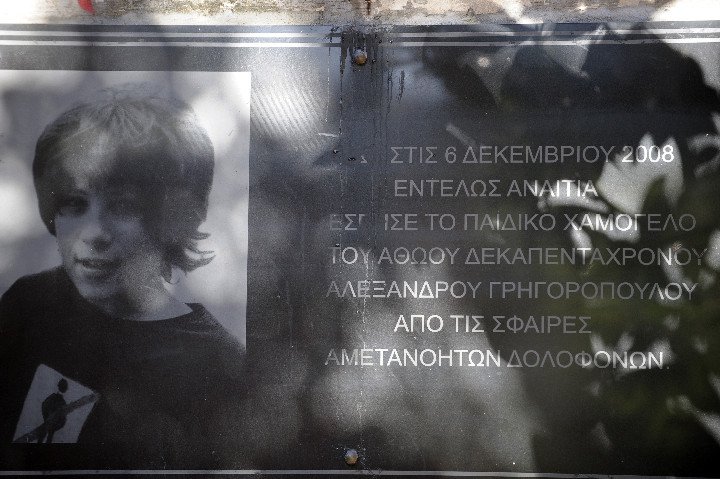 ΣΤΙΣ 6 ΔΕΚΕΜΒΡΙΟΥ 2008
ΕΝΤΕΛΩΣ ΑΝΑΙΤΙΑ
ΤΟ ΠΑΙΔΙΚΟ ΧΑΜΟΓΕΛΟ
ΤΟΥ ΑΘΩΟΥ ΔΕΚΑΠΕΝΤΑΧΡΟΝΟΥ
ΑΛΕΞΑΝΔΡΟΥ ΓΡΗΓΟΡΟΠΟΥΛΟΥ
ΑΠΟ ΤΙΣ ΣΦΑΙΡΕΣ
ΑΜΕΤΑΝΟΗΤΩΝ ΔΟΛΟΦΟΝΩΝ